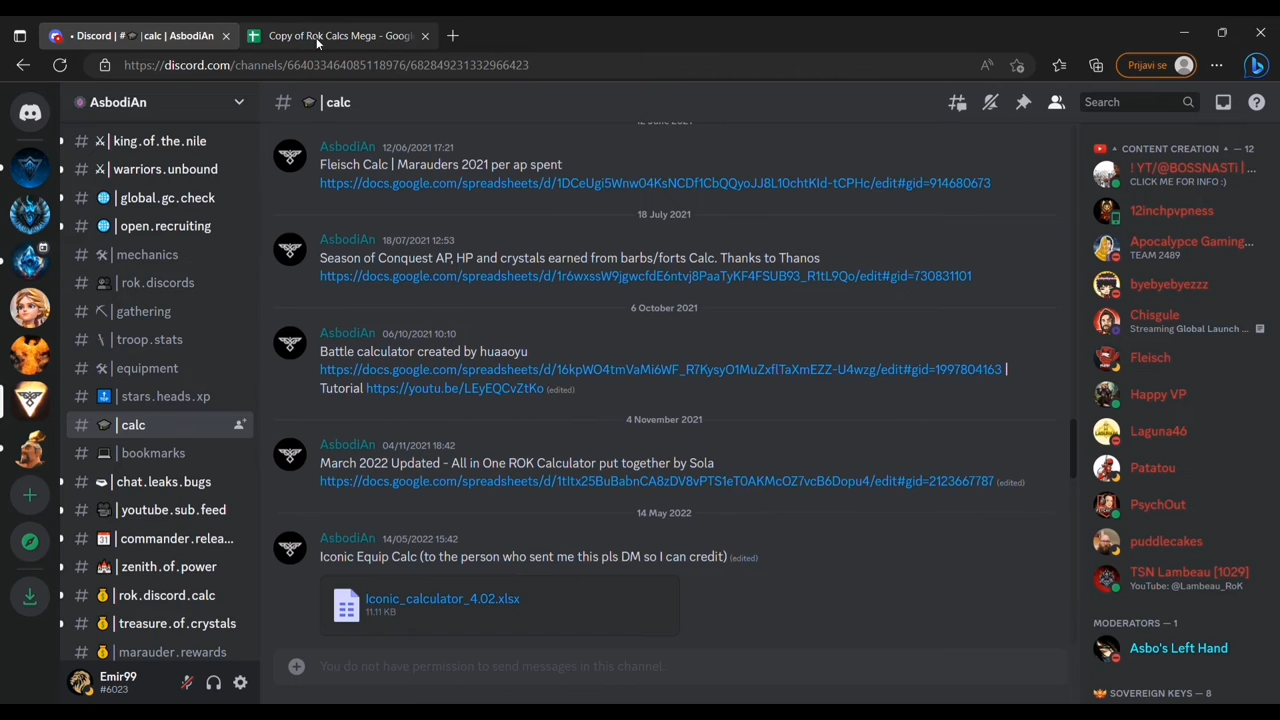 • Discord | # | calc | AsbodiAn
Copy of Rok Calcs Mega - Googl
https://discord.com/channels/664033464085118976/682849231332966423
Prijavi se
AsbodiAn
# | calc
Search
king.of.the.nile
warriors.unbound
global.gc.check
open.recruiting
mechanics
rok.discords
gathering
troop.stats
equipment
stars.heads.xp
calc
bookmarks
chat.leaks.bugs
youtube.sub.feed
commander.relea...
zenith.of.power
rok.discord.calc
treasure.of.crystals
marauder.rewards
Emir99
#6023
12 June 2021
AsbodiAn 12/06/2021 17:21
Fleisch Calc | Marauders 2021 per ap spent
https://docs.google.com/spreadsheets/d/1DCeUgi5Wnw04KsNCDf1CbQQyoJJ8L10chtKId-tCPHc/edit#gid=914680673
18 July 2021
AsbodiAn 18/07/2021 12:53
Season of Conquest AP, HP and crystals earned from barbs/forts Calc. Thanks to Thanos
https://docs.google.com/spreadsheets/d/1r6wxssW9jgwcfdE6ntvj8PaaTyKF4FSUB93_R1tL9Qo/edit#gid=730831101
6 October 2021
AsbodiAn 06/10/2021 10:10
Battle calculator created by huaaoyu
https://docs.google.com/spreadsheets/d/16kpWO4tmVaMi6WF_R7KysyO1MuZxflTaXmEZZ-U4wzg/edit#gid=1997804163 |
Tutorial https://youtu.be/LEyEQCvZtKo (edited)
4 November 2021
AsbodiAn 04/11/2021 18:42
March 2022 Updated - All in One ROK Calculator put together by Sola
https://docs.google.com/spreadsheets/d/1tItx25BuBabnCA8zDV8vPTS1eT0AKMcOZ7vcB6Dopu4/edit#gid=2123667787 (edited)
14 May 2022
AsbodiAn 14/05/2022 15:42
Iconic Equip Calc (to the person who sent me this pls DM so I can credit) (edited)
Iconic_calculator_4.02.xlsx
11.11 KB
You do not have permission to send messages in this channel
CONTENT CREATION — 12
! YT/@BOSSNASTi | ...
CLICK ME FOR INFO :)
12inchpvpness
Apocalypce Gaming...
TEAM 2489
byebyebyezzz
Chisgule
Streaming Global Launch ...
Fleisch
Happy VP
Laguna46
Patatou
PsychOut
puddlecakes
TSN Lambeau [1029]
YouTube: @Lambeau_RoK
MODERATORS — 1
Asbo's Left Hand
SOVEREIGN KEYS — 8